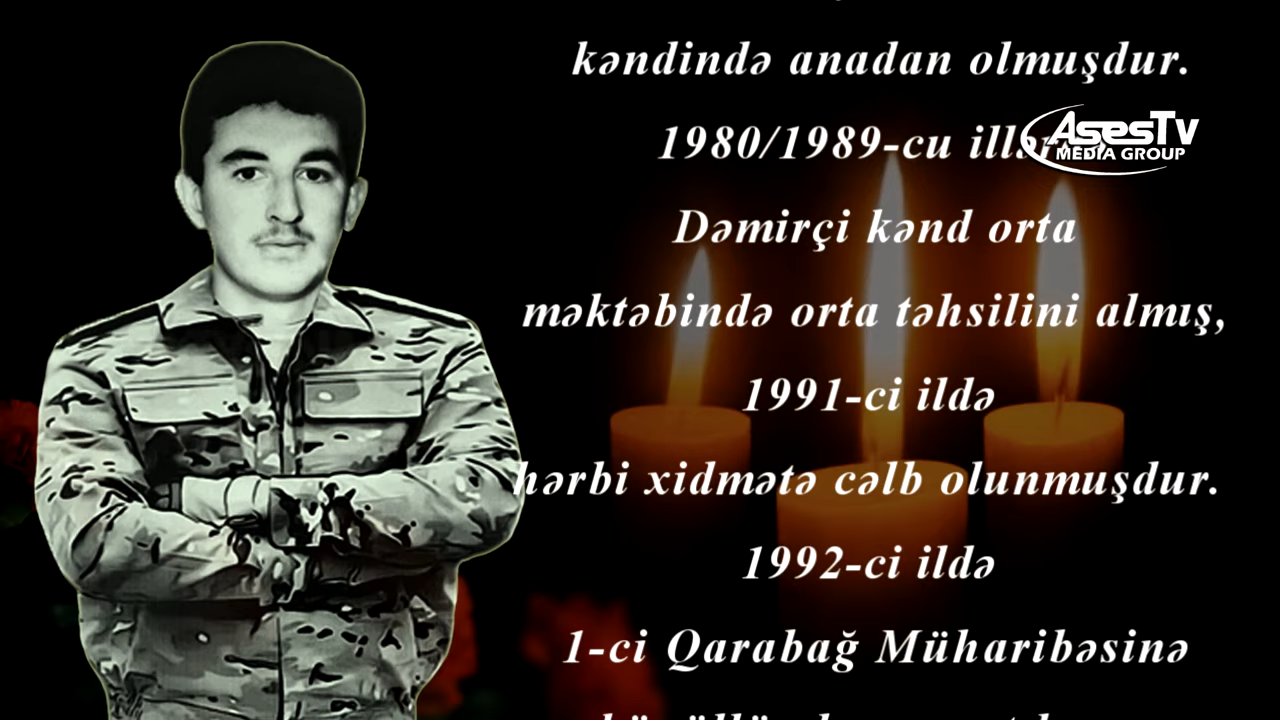 kəndində anadan olmuşdur.
1980/1989-cu
AsesTV
MEDİA GROUP
Dəmirçi kənd orta
məktəbində orta təhsilini almış,
1991-ci ildə
hərbi xidmətə cəlb olunmuşdur.
1992-ci ildə
1-ci Qarabağ Müharibəsinə